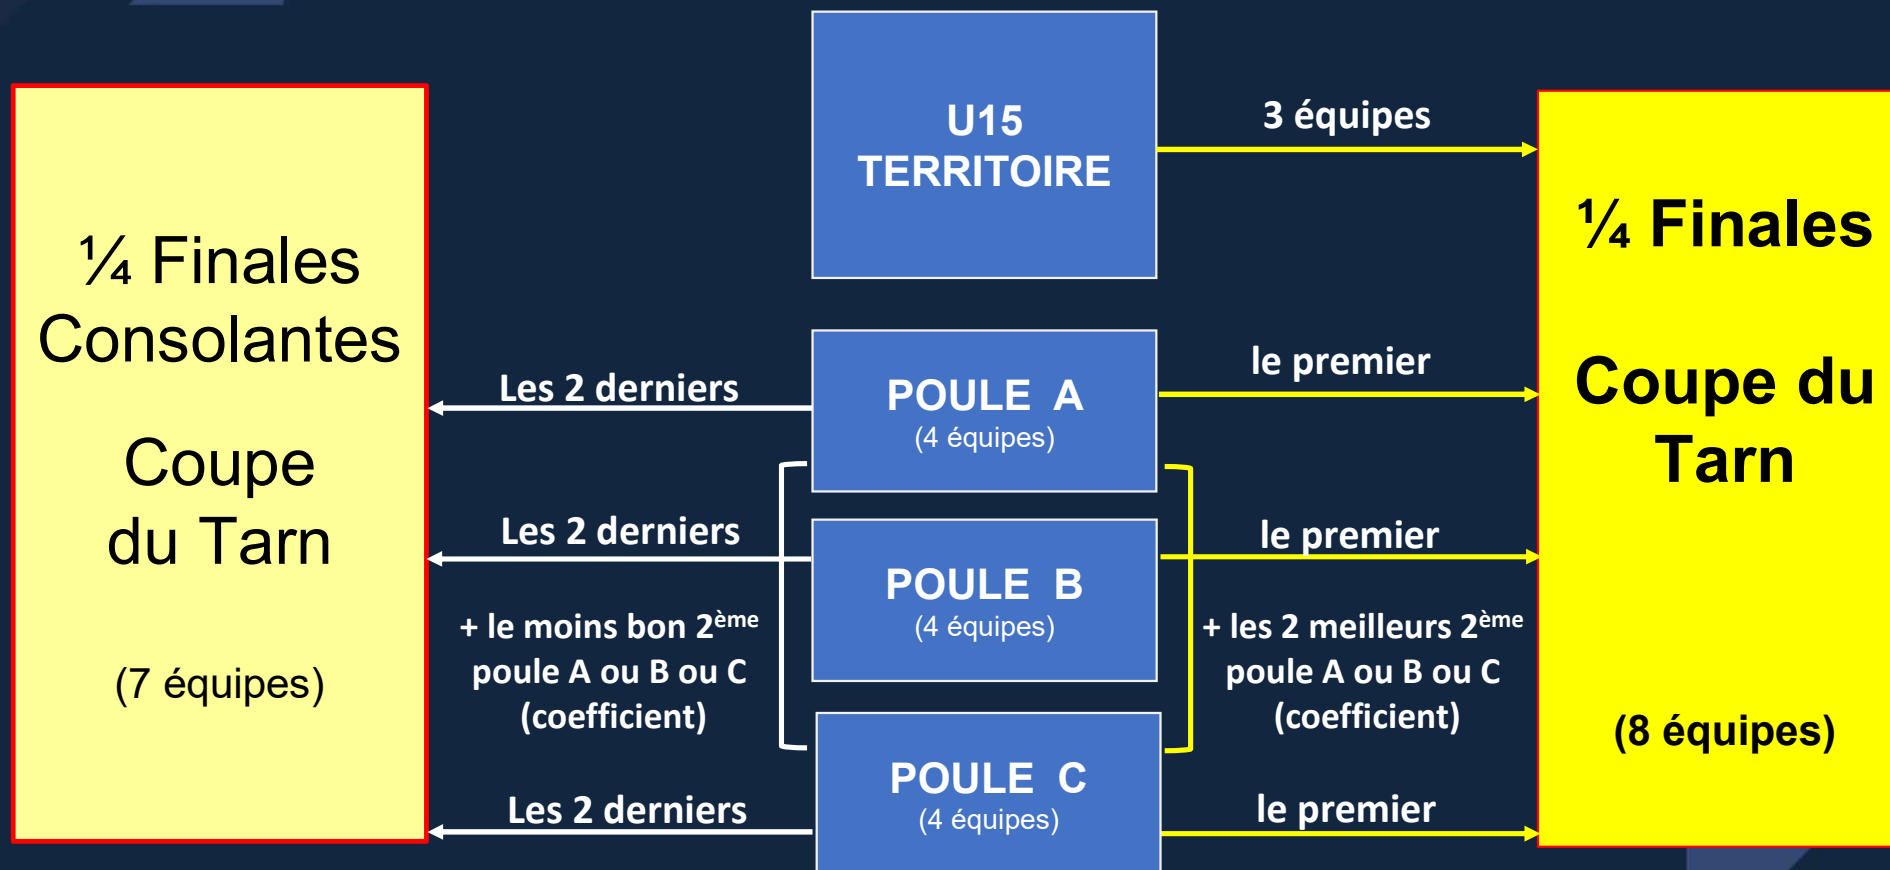 ¼ Finales
Consolantes
Coupe
du Tarn
(7 équipes)
Les 2 derniers
Les 2 derniers
+ le moins bon 2ème
poule A ou B ou C
(coefficient)
Les 2 derniers
U15
TERRITOIRE
POULE A
(4 équipes)
POULE B
(4 équipes)
POULE C
(4 équipes)
3 équipes
le premier
le premier
+ les 2 meilleurs 2ème
poule A ou B ou C
(coefficient)
le premier
¼ Finales
Coupe du
Tarn
(8 équipes)